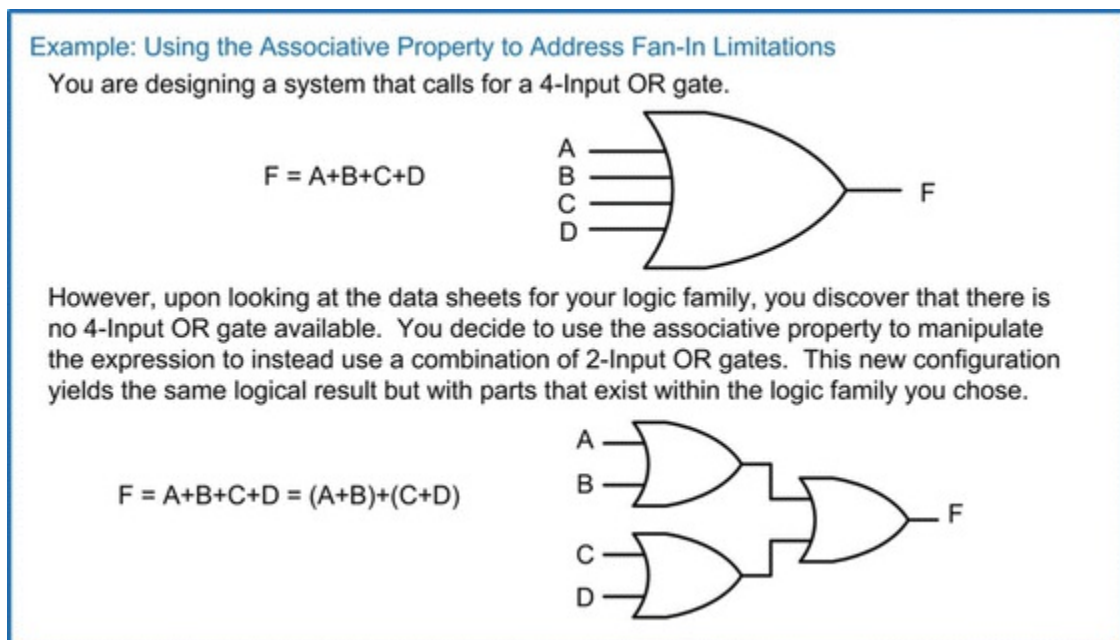 Example: Using the Associative Property to Address Fan-In Limitations
You are designing a system that calls for a 4-Input OR gate.
F = A+B+C+D
A
B
C
D
F
However, upon looking at the data sheets for your logic family, you discover that there is
no 4-Input OR gate available. You decide to use the associative property to manipulate
the expression to instead use a combination of 2-Input OR gates. This new configuration
yields the same logical result but with parts that exist within the logic family you chose.
F = A+B+C+D = (A+B)+(C+D)
A
B
C
D
F